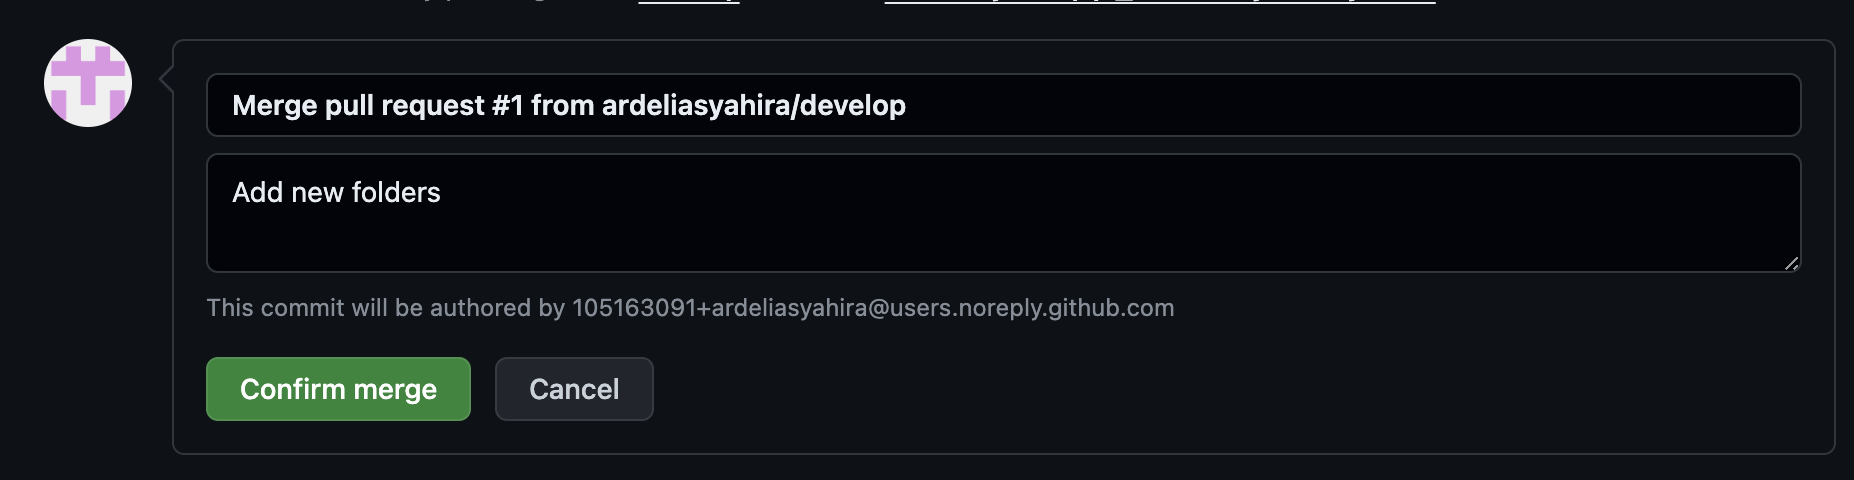 Merge pull request #1 from ardeliasyahira/develop
Add new folders
This commit will be authored by 105163091+ardeliasyahira@users.noreply.github.com
Confirm merge
Cancel